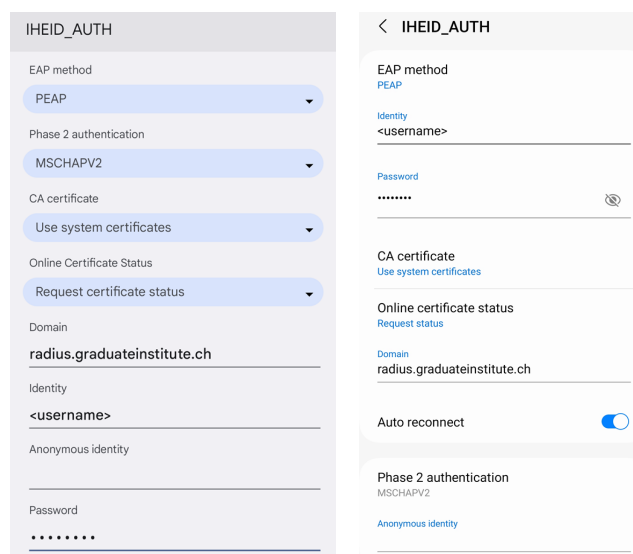 IHEID_AUTH
EAP method
PEAP
Phase 2 authentication
MSCHAPV2
CA certificate
Use system certificates
Online Certificate Status
Request certificate status
Domain
radius.graduateinstitute.ch
Identity
<username>
Anonymous identity
Password
••••••••
IHEID_AUTH
EAP method
PEAP
Identity
<username>
Password
••••••••
CA certificate
Use system certificates
Online certificate status
Request status
Domain
radius.graduateinstitute.ch
Auto reconnect
Phase 2 authentication
MSCHAPV2
Anonymous identity